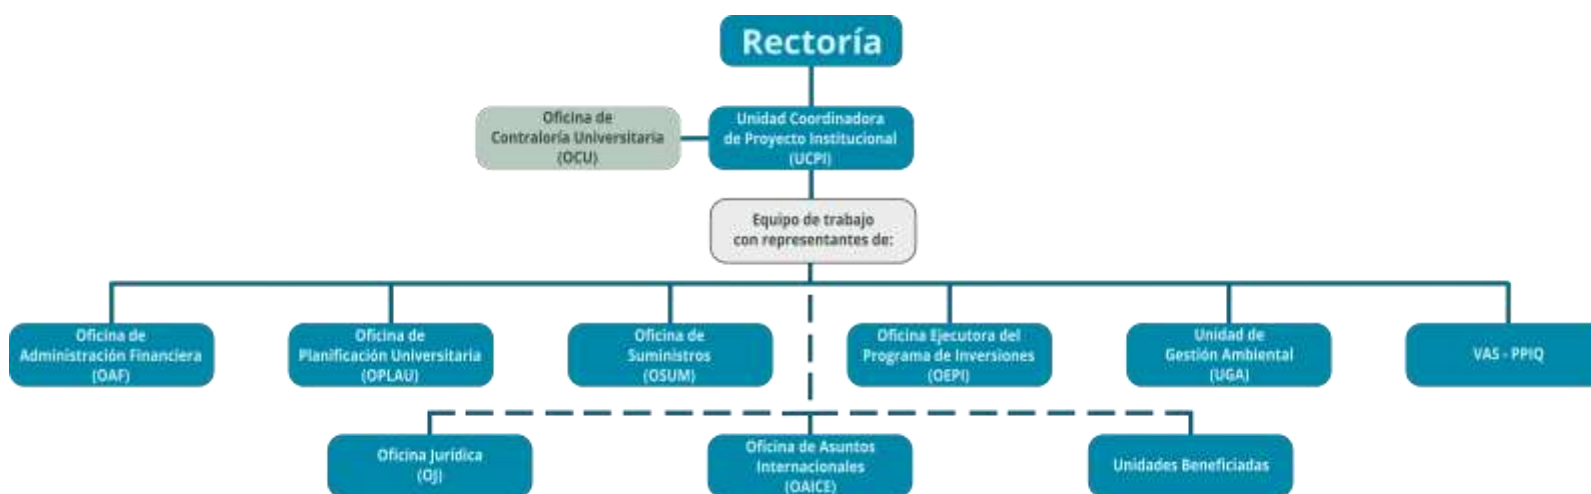 Rectoría
Oficina de
Contraloría Universitaria
(OCU)
Unidad Coordinadora
de Proyecto Institucional
(UCPI)
Equipo de trabajo
con representantes de:
Oficina de
Administración Financiera
(OAF)
Oficina de
Planificación Universitaria
(OPLAU)
Oficina de
Suministros
(OSUM)
Oficina Ejecutora del
Programa de Inversiones
(OEPI)
Unidad de
Gestión Ambiental
(UGA)
VAS - PPIQ
Oficina Jurídica
(OJ)
Oficina de Asuntos
Internacionales
(OAICE)
Unidades Beneficiadas